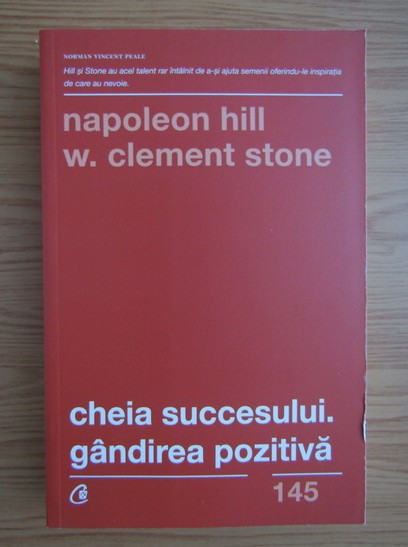 NORMAN VINCENT PEALE
Hill și Stone au acel talent rar întâlnit de a-și ajuta semenii oferindu-le inspirația
de care au nevoie.
napoleon hill
w. clement stone
cheia succesului.
gândirea pozitivă
145